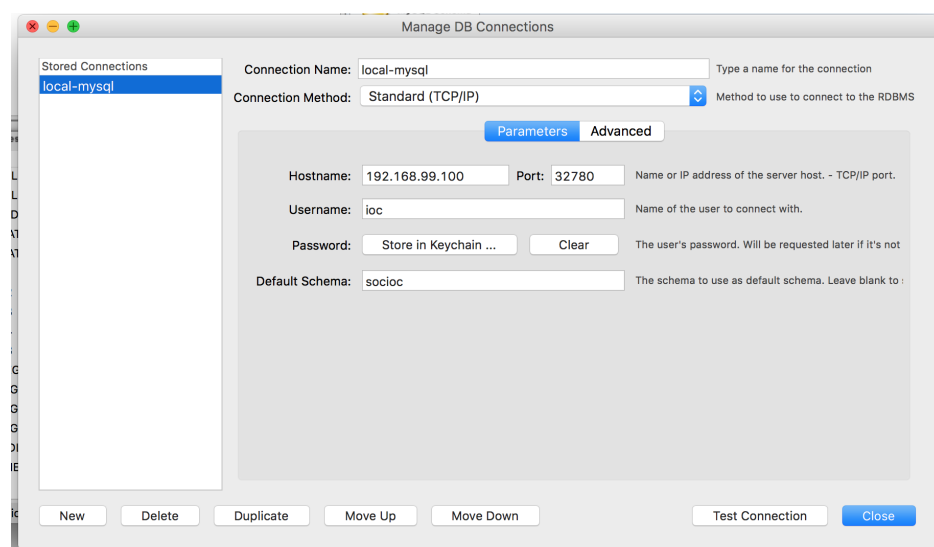 Manage DB Connections
Stored Connections
local-mysql
Connection Name: local-mysql Type a name for the connection
Connection Method: Standard (TCP/IP) Method to use to connect to the RDBMS
Parameters Advanced
Hostname: 192.168.99.100 Port: 32780 Name or IP address of the server host. - TCP/IP port.
Username: ioc Name of the user to connect with.
Password: Store in Keychain ... Clear The user's password. Will be requested later if it's not
Default Schema: socioc The schema to use as default schema. Leave blank to
New Delete Duplicate Move Up Move Down Test Connection Close